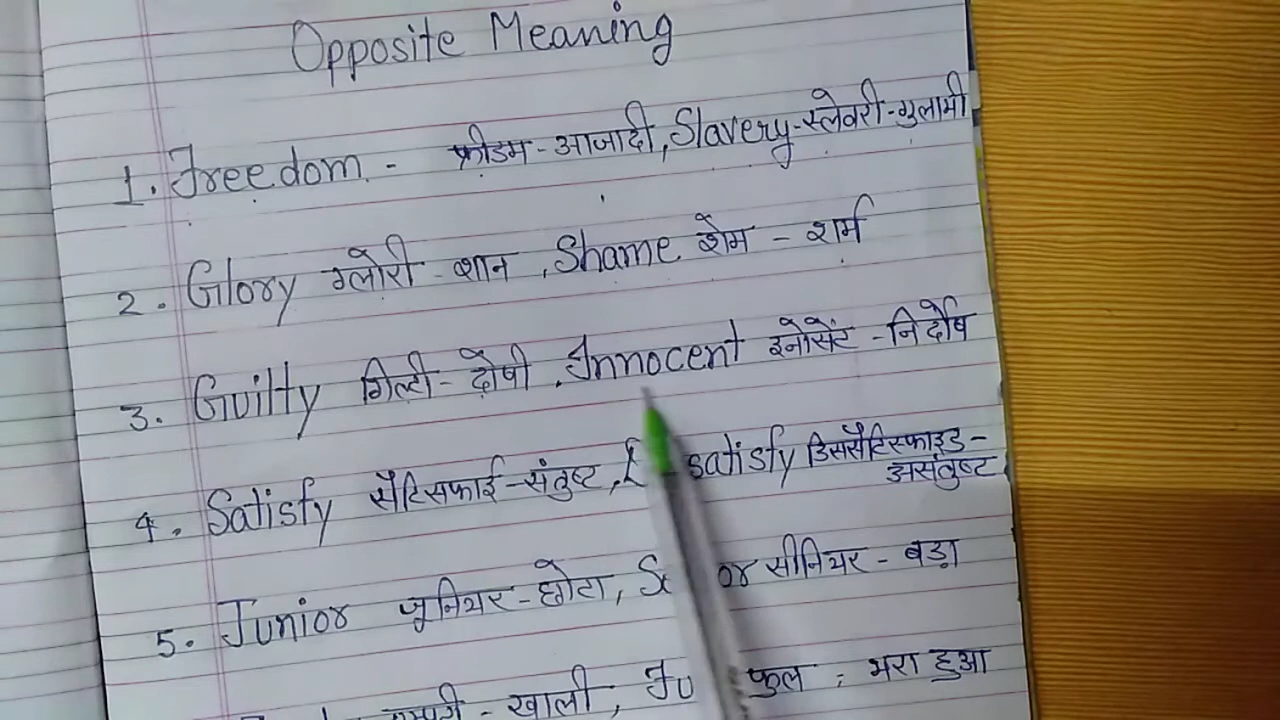 Opposite Meaning
1. Freedom - फ्रीडम - आजादी, Slavery - स्लेवरी - गुलामी
2. Glory ग्लोरी - शान, Shame शेम - शर्म
3. Guilty गिल्टी - दोषी. Innocent इनोसेंट - निर्दोष
4. Satisfy सैटिसफाई - संतुष्ट, satisfy डिससैटिस्फाइड -
असंतुष्ट
5. Junior जूनियर - छोटा, सीनियर - बड़ा
- खाली, फुल - भरा हुआ